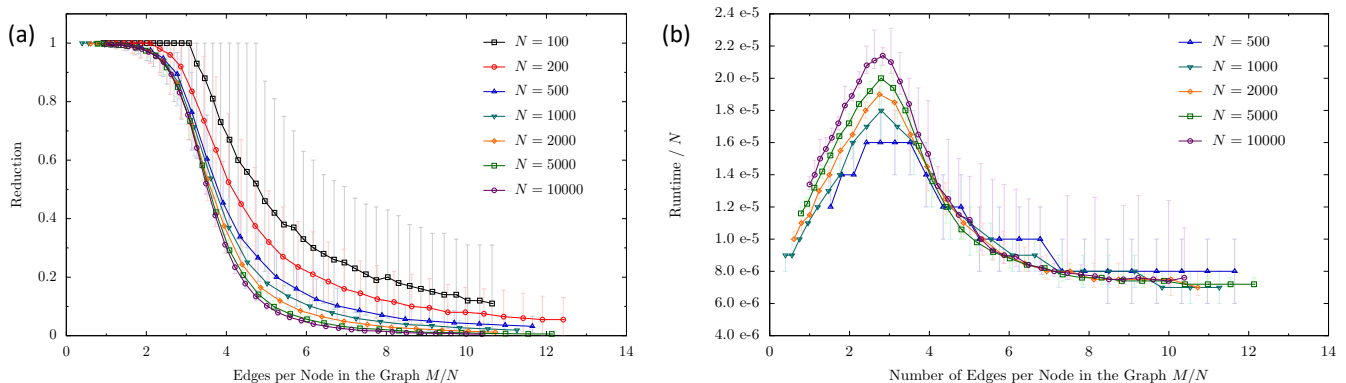 (a)
Reduction
1
0.8
0.6
0.4
0.2
0
0 2 4 6 8 10 12 14
Edges per Node in the Graph M/N
N = 100
N = 200
N = 500
N = 1000
N = 2000
N = 5000
N = 10000
(b)
Runtime / N
2.4 e-5
2.2 e-5
2.0 e-5
1.8 e-5
1.6 e-5
1.4 e-5
1.2 e-5
1.0 e-5
8.0 e-6
6.0 e-6
4.0 e-6
0 2 4 6 8 10 12 14
Number of Edges per Node in the Graph M/N
N = 500
N = 1000
N = 2000
N = 5000
N = 10000